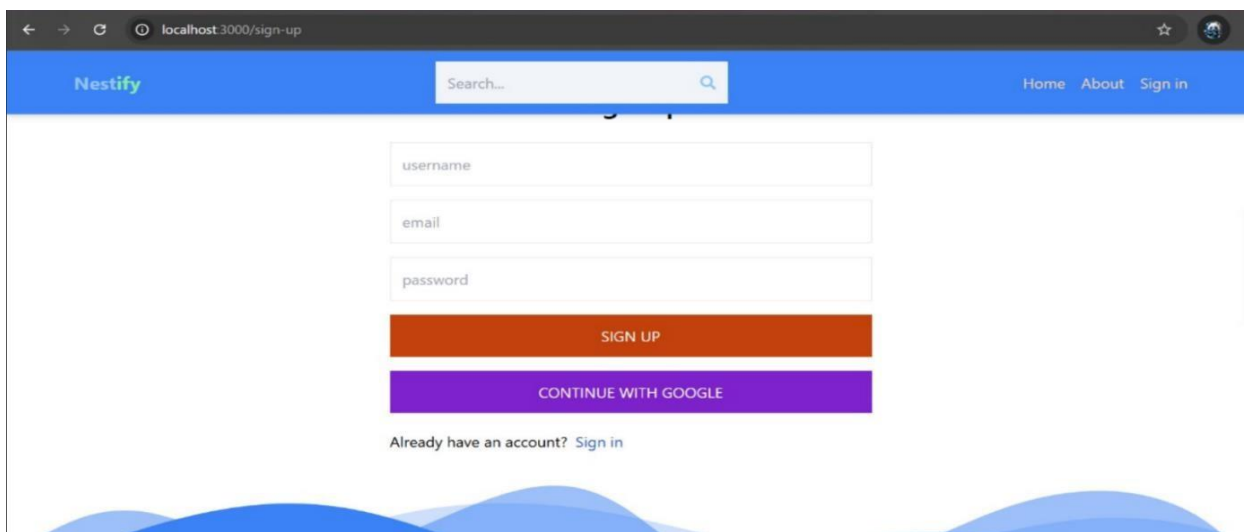 localhost:3000/sign-up
Nestify Search... Home About Sign in
username
email
password
SIGN UP
CONTINUE WITH GOOGLE
Already have an account? Sign in